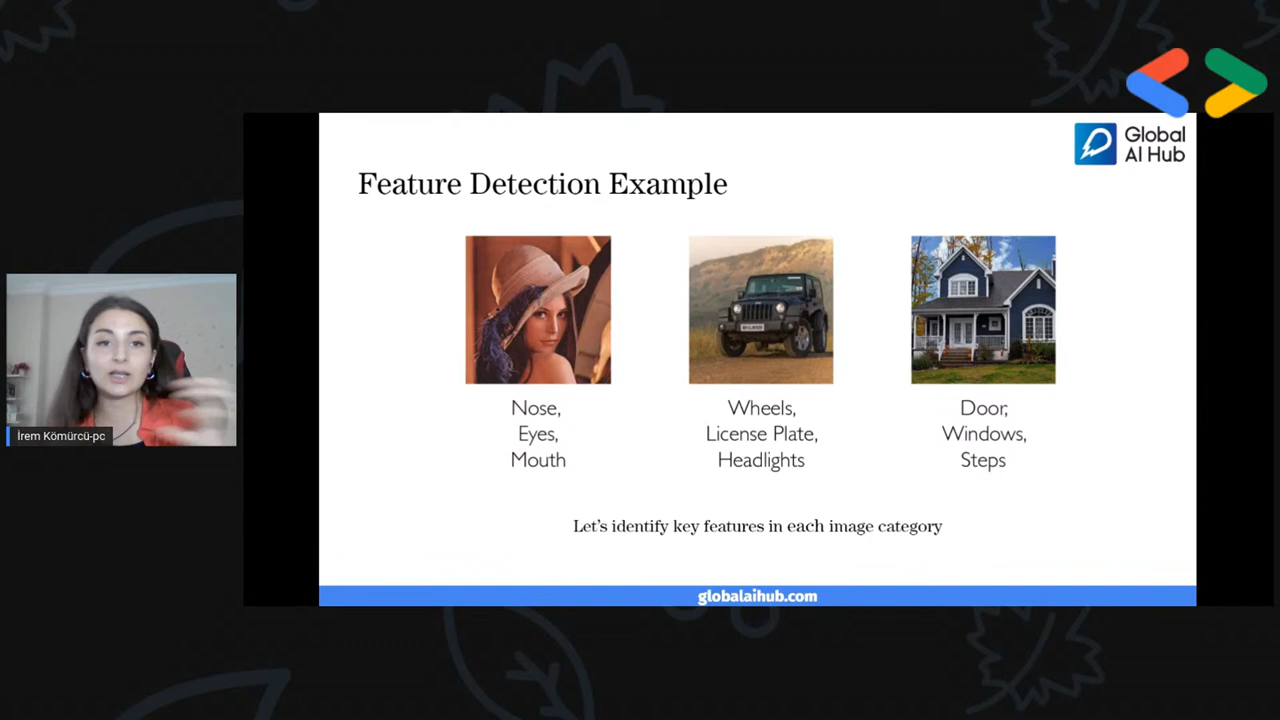 Global
AI Hub
Feature Detection Example
Nose,
Eyes,
Mouth
Wheels,
License Plate,
Headlights
Door,
Windows,
Steps
Let's identify key features in each image category
globalaihub.com
İrem Kömürcü-pc